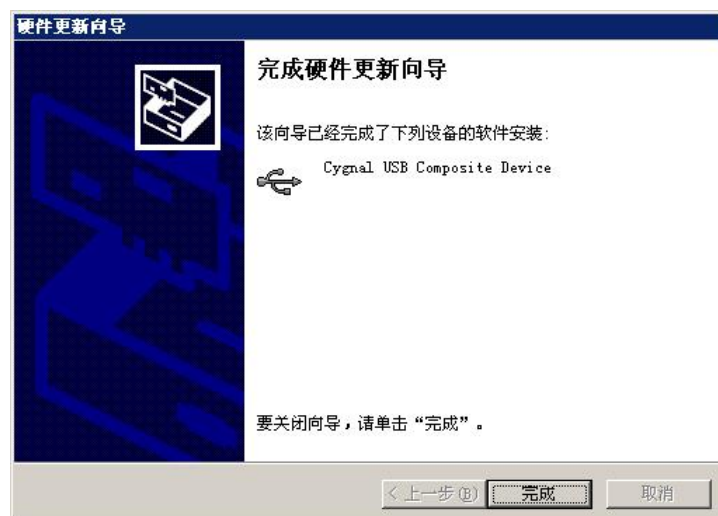 硬件更新向导
完成硬件更新向导
该向导已经完成了下列设备的软件安装:
Cygnal USB Composite Device
要关闭向导，请单击“完成”。
< 上一步(B)
完成
取消